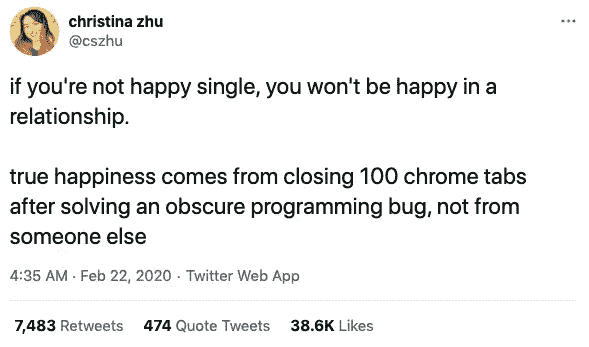 christina zhu
@cszhu
if you're not happy single, you won't be happy in a
relationship.
true happiness comes from closing 100 chrome tabs
after solving an obscure programming bug, not from
someone else
4:35 AM · Feb 22, 2020 · Twitter Web App
7,483 Retweets 474 Quote Tweets 38.6K Likes